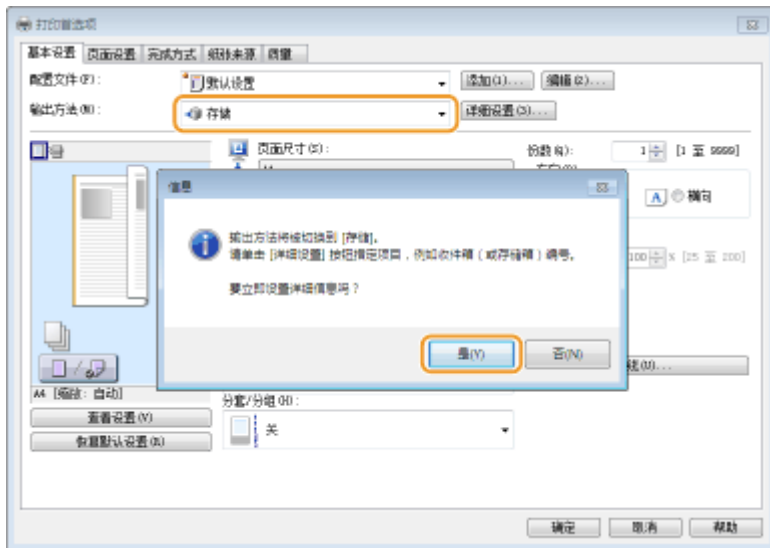 打印首选项
基本设置 页面设置 完成方式 纸张来源 质量
配置文件(F): 默认设置 添加(1)... 编辑(2)...
输出方法(M): 存储 详细设置(3)...
页面尺寸(S): 份数(Q): 1 [1 至 9999]
信息
A 横向
输出方法将被切换到 [存储]。
请单击 [详细设置] 按钮指定项目，例如收件箱（或存储箱）编号。
100 % [25 至 200]
要立即设置详细信息吗？
是(Y) 否(N)
A4 [缩放: 自动]
分套/分组(H):
查看设置(V)
关
恢复默认设置(R)
确定 取消 帮助